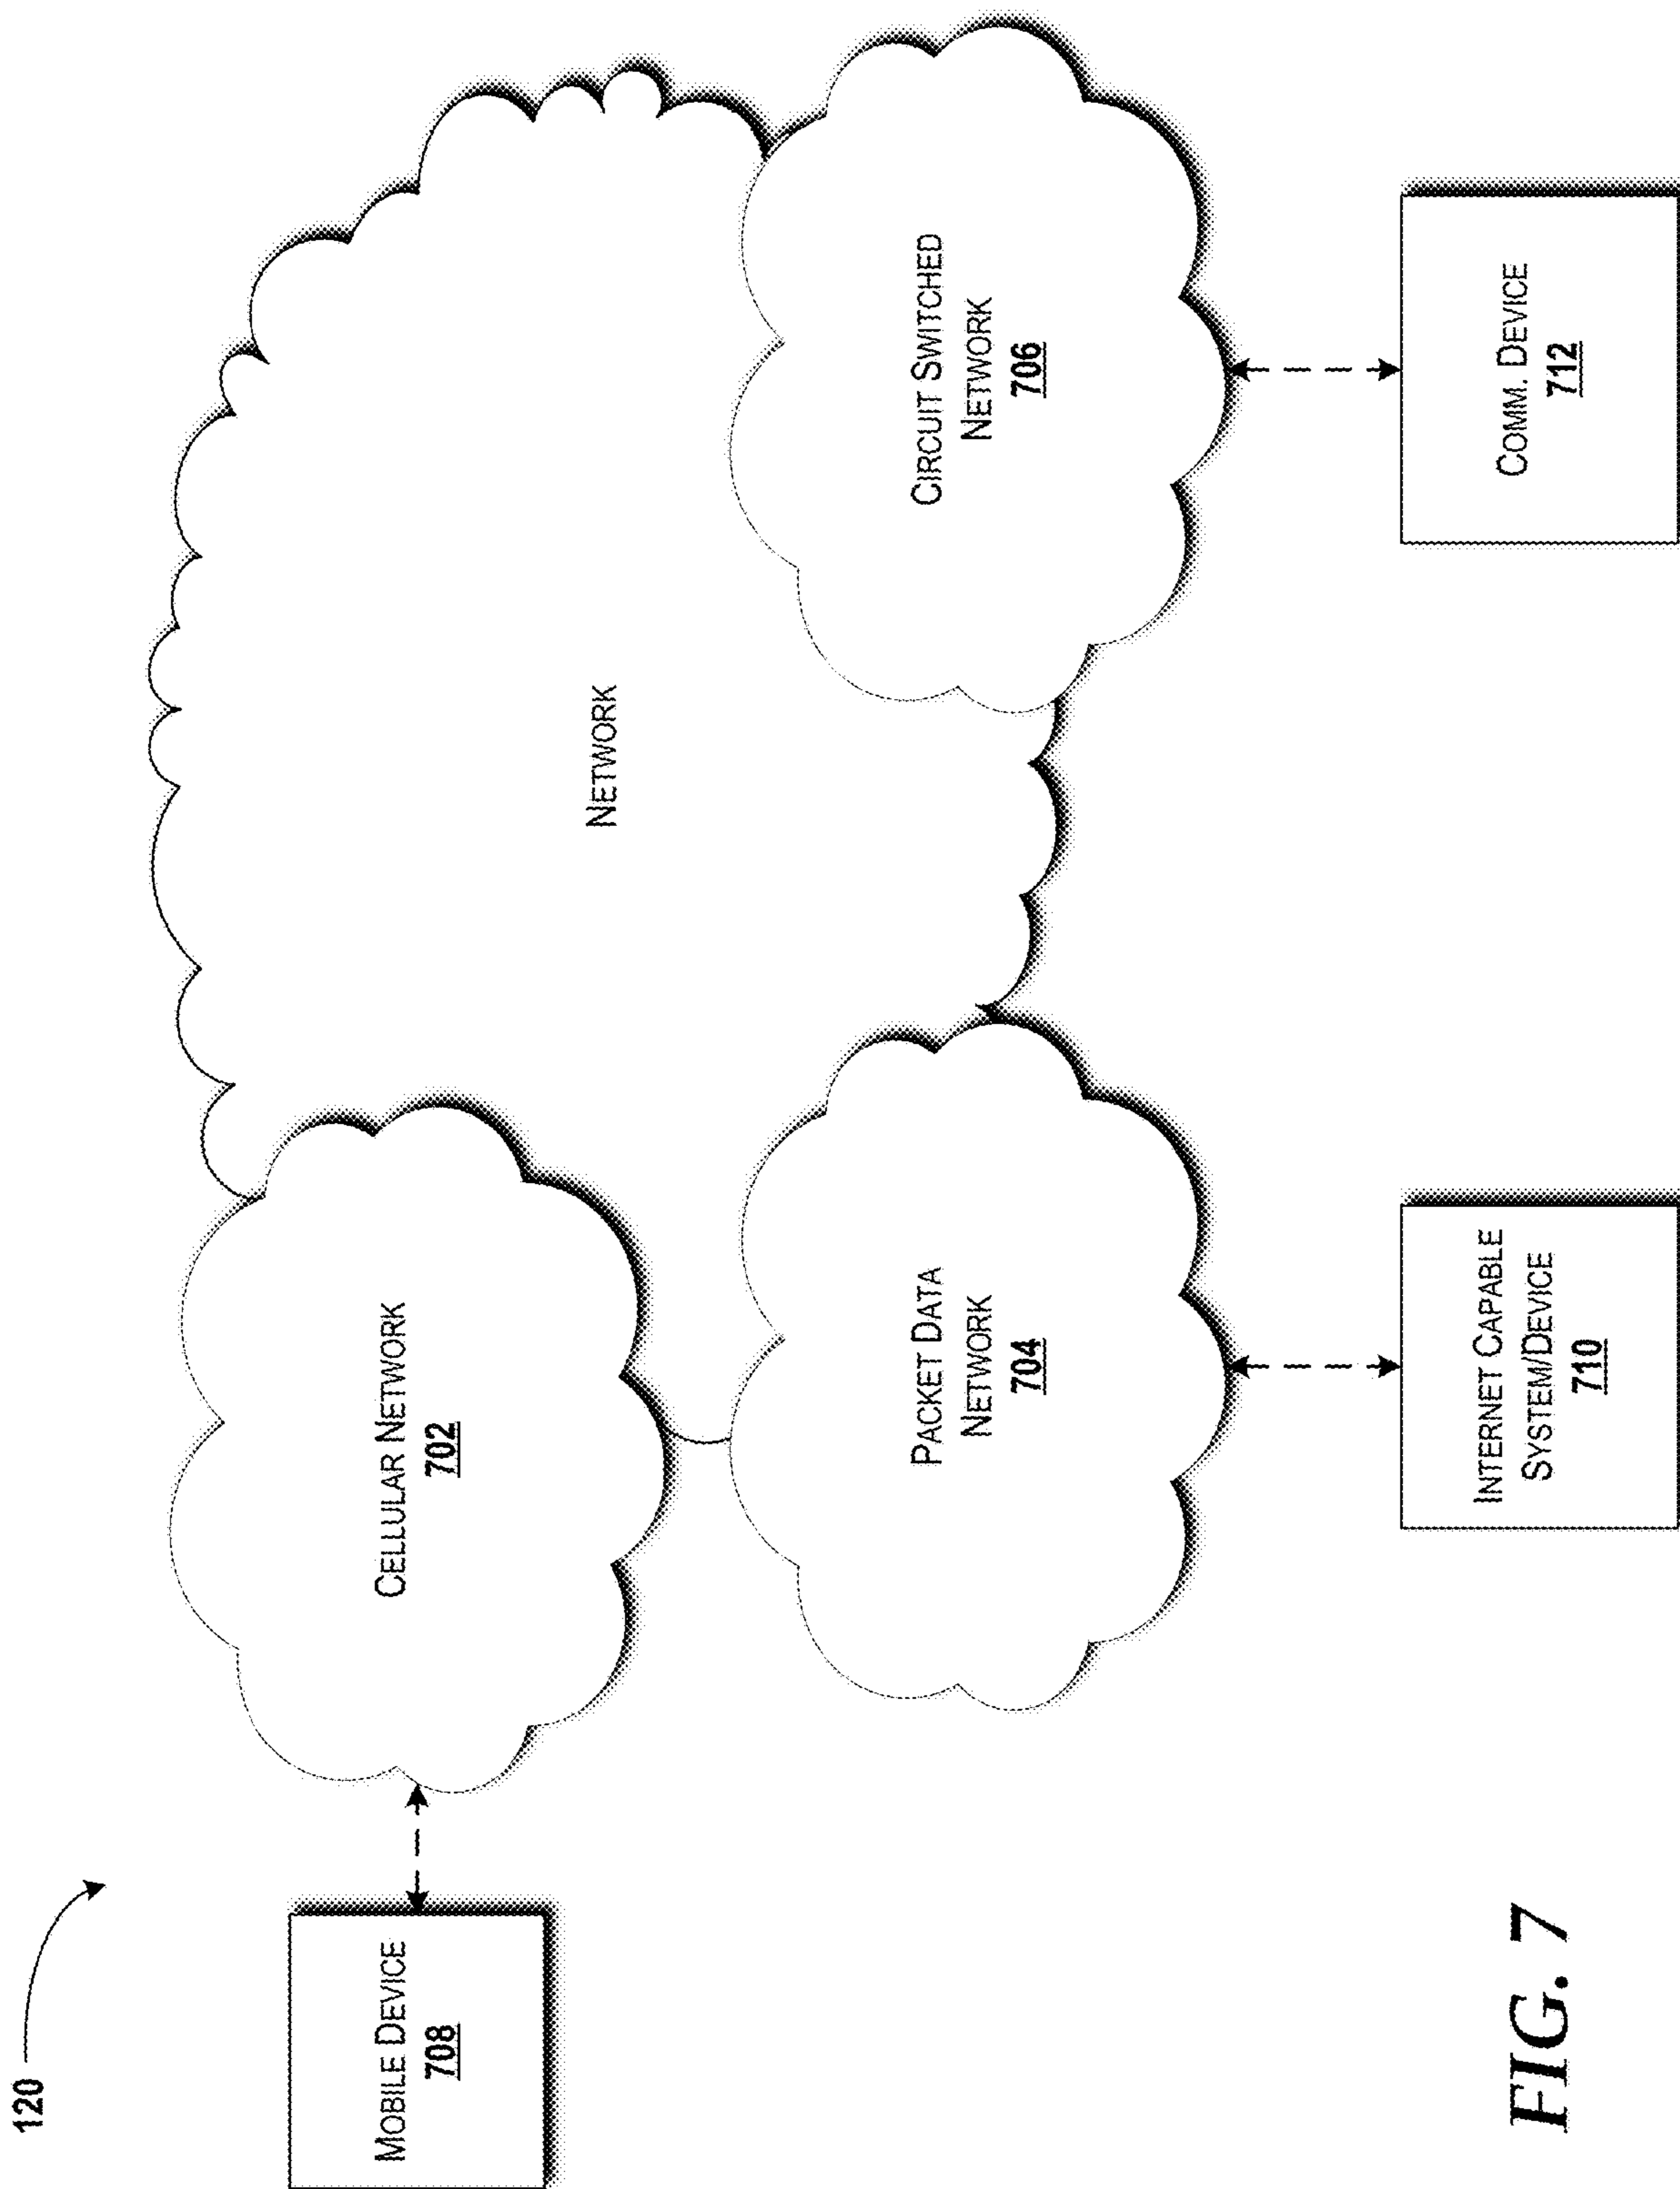 120
MOBILE DEVICE
708
CELLULAR NETWORK
702
NETWORK
PACKET DATA
NETWORK
704
CIRCUIT SWITCHED
NETWORK
706
INTERNET CAPABLE
SYSTEM/DEVICE
710
COMM. DEVICE
712
FIG. 7